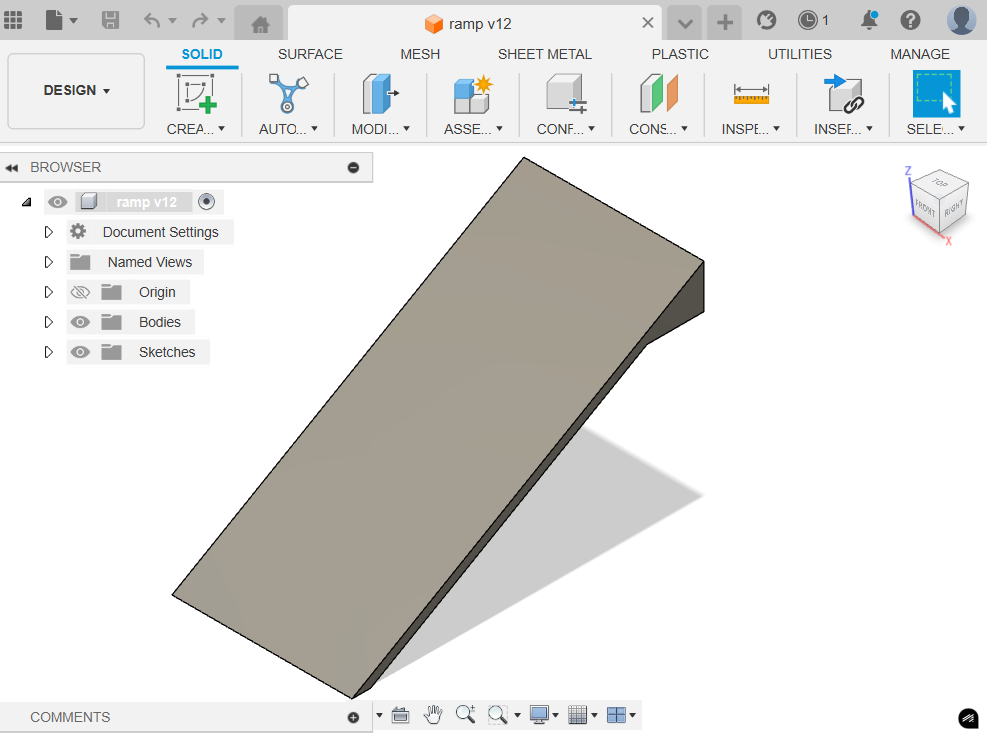 ramp v12
1
SOLID SURFACE MESH SHEET METAL PLASTIC UTILITIES MANAGE
DESIGN
CREA... AUTO... MODI... ASSE... CONF... CONS... INSPE... INSEF... SELE...
BROWSER
ramp v12
Document Settings
Named Views
Origin
Bodies
Sketches
Z
TOP
FRONT RIGHT
X
COMMENTS